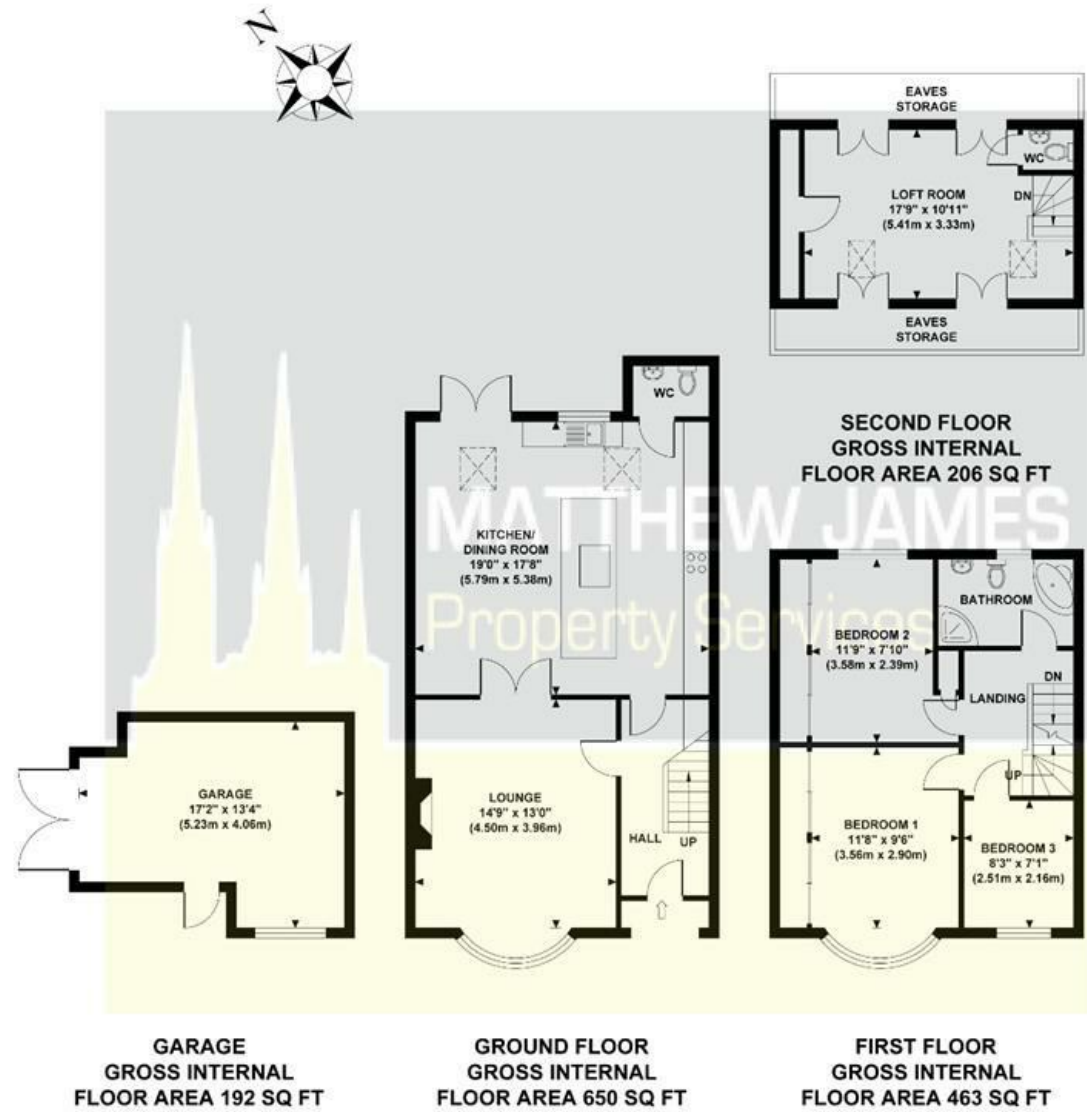 N
EAVES
STORAGE
WC
LOFT ROOM
17'9" x 10'11"
(5.41m x 3.33m)
DN
EAVES
STORAGE
SECOND FLOOR
GROSS INTERNAL
FLOOR AREA 206 SQ FT
WC
KITCHEN/
DINING ROOM
19'0" x 17'8"
(5.79m x 5.38m)
MATTHEW JAMES
Property Services
BATHROOM
BEDROOM 2
11'9" x 7'10"
(3.58m x 2.39m)
LANDING
DN
UP
GARAGE
17'2" x 13'4"
(5.23m x 4.06m)
LOUNGE
14'9" x 13'0"
(4.50m x 3.96m)
HALL
UP
BEDROOM 1
11'8" x 9'6"
(3.56m x 2.90m)
BEDROOM 3
8'3" x 7'1"
(2.51m x 2.16m)
GARAGE
GROSS INTERNAL
FLOOR AREA 192 SQ FT
GROUND FLOOR
GROSS INTERNAL
FLOOR AREA 650 SQ FT
FIRST FLOOR
GROSS INTERNAL
FLOOR AREA 463 SQ FT